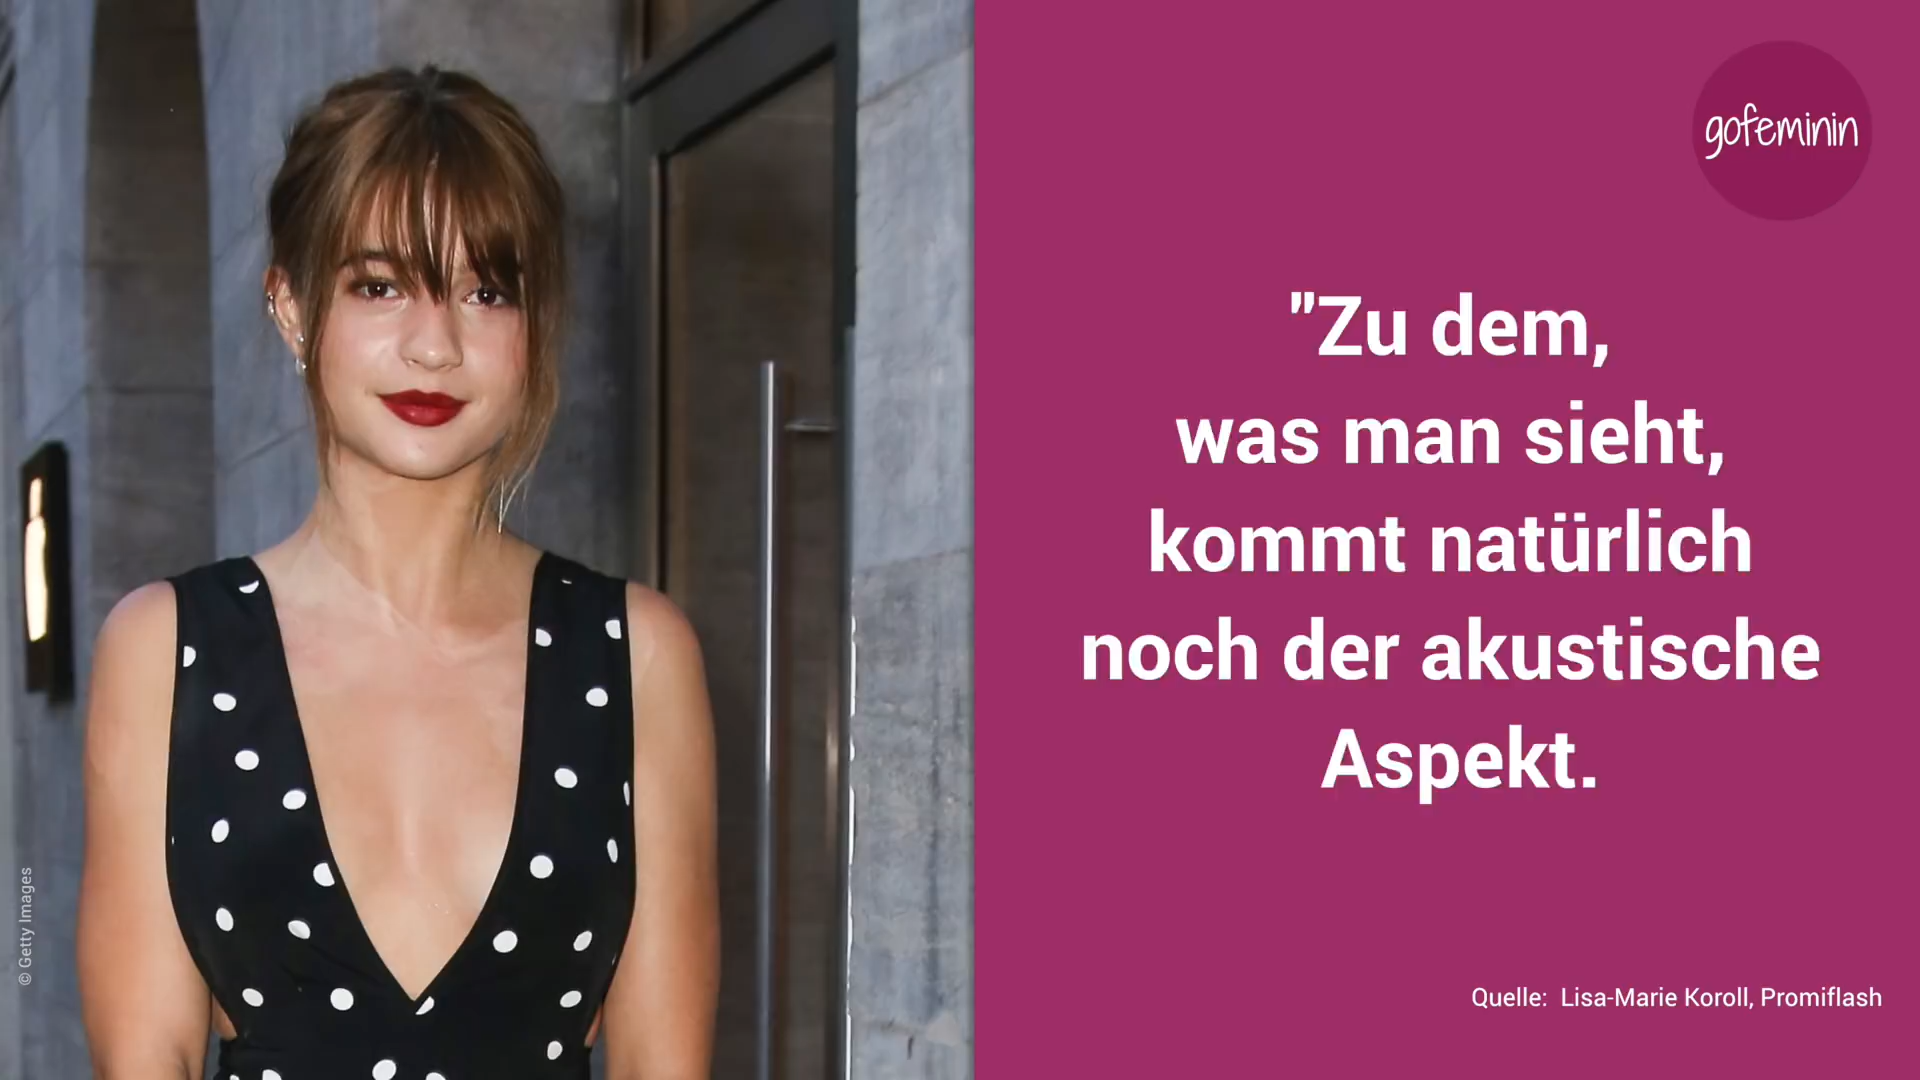 gofeminin
"Zu dem,
was man sieht,
kommt natürlich
noch der akustische
Aspekt.
© Getty Images
Quelle: Lisa-Marie Koroll, Promiflash